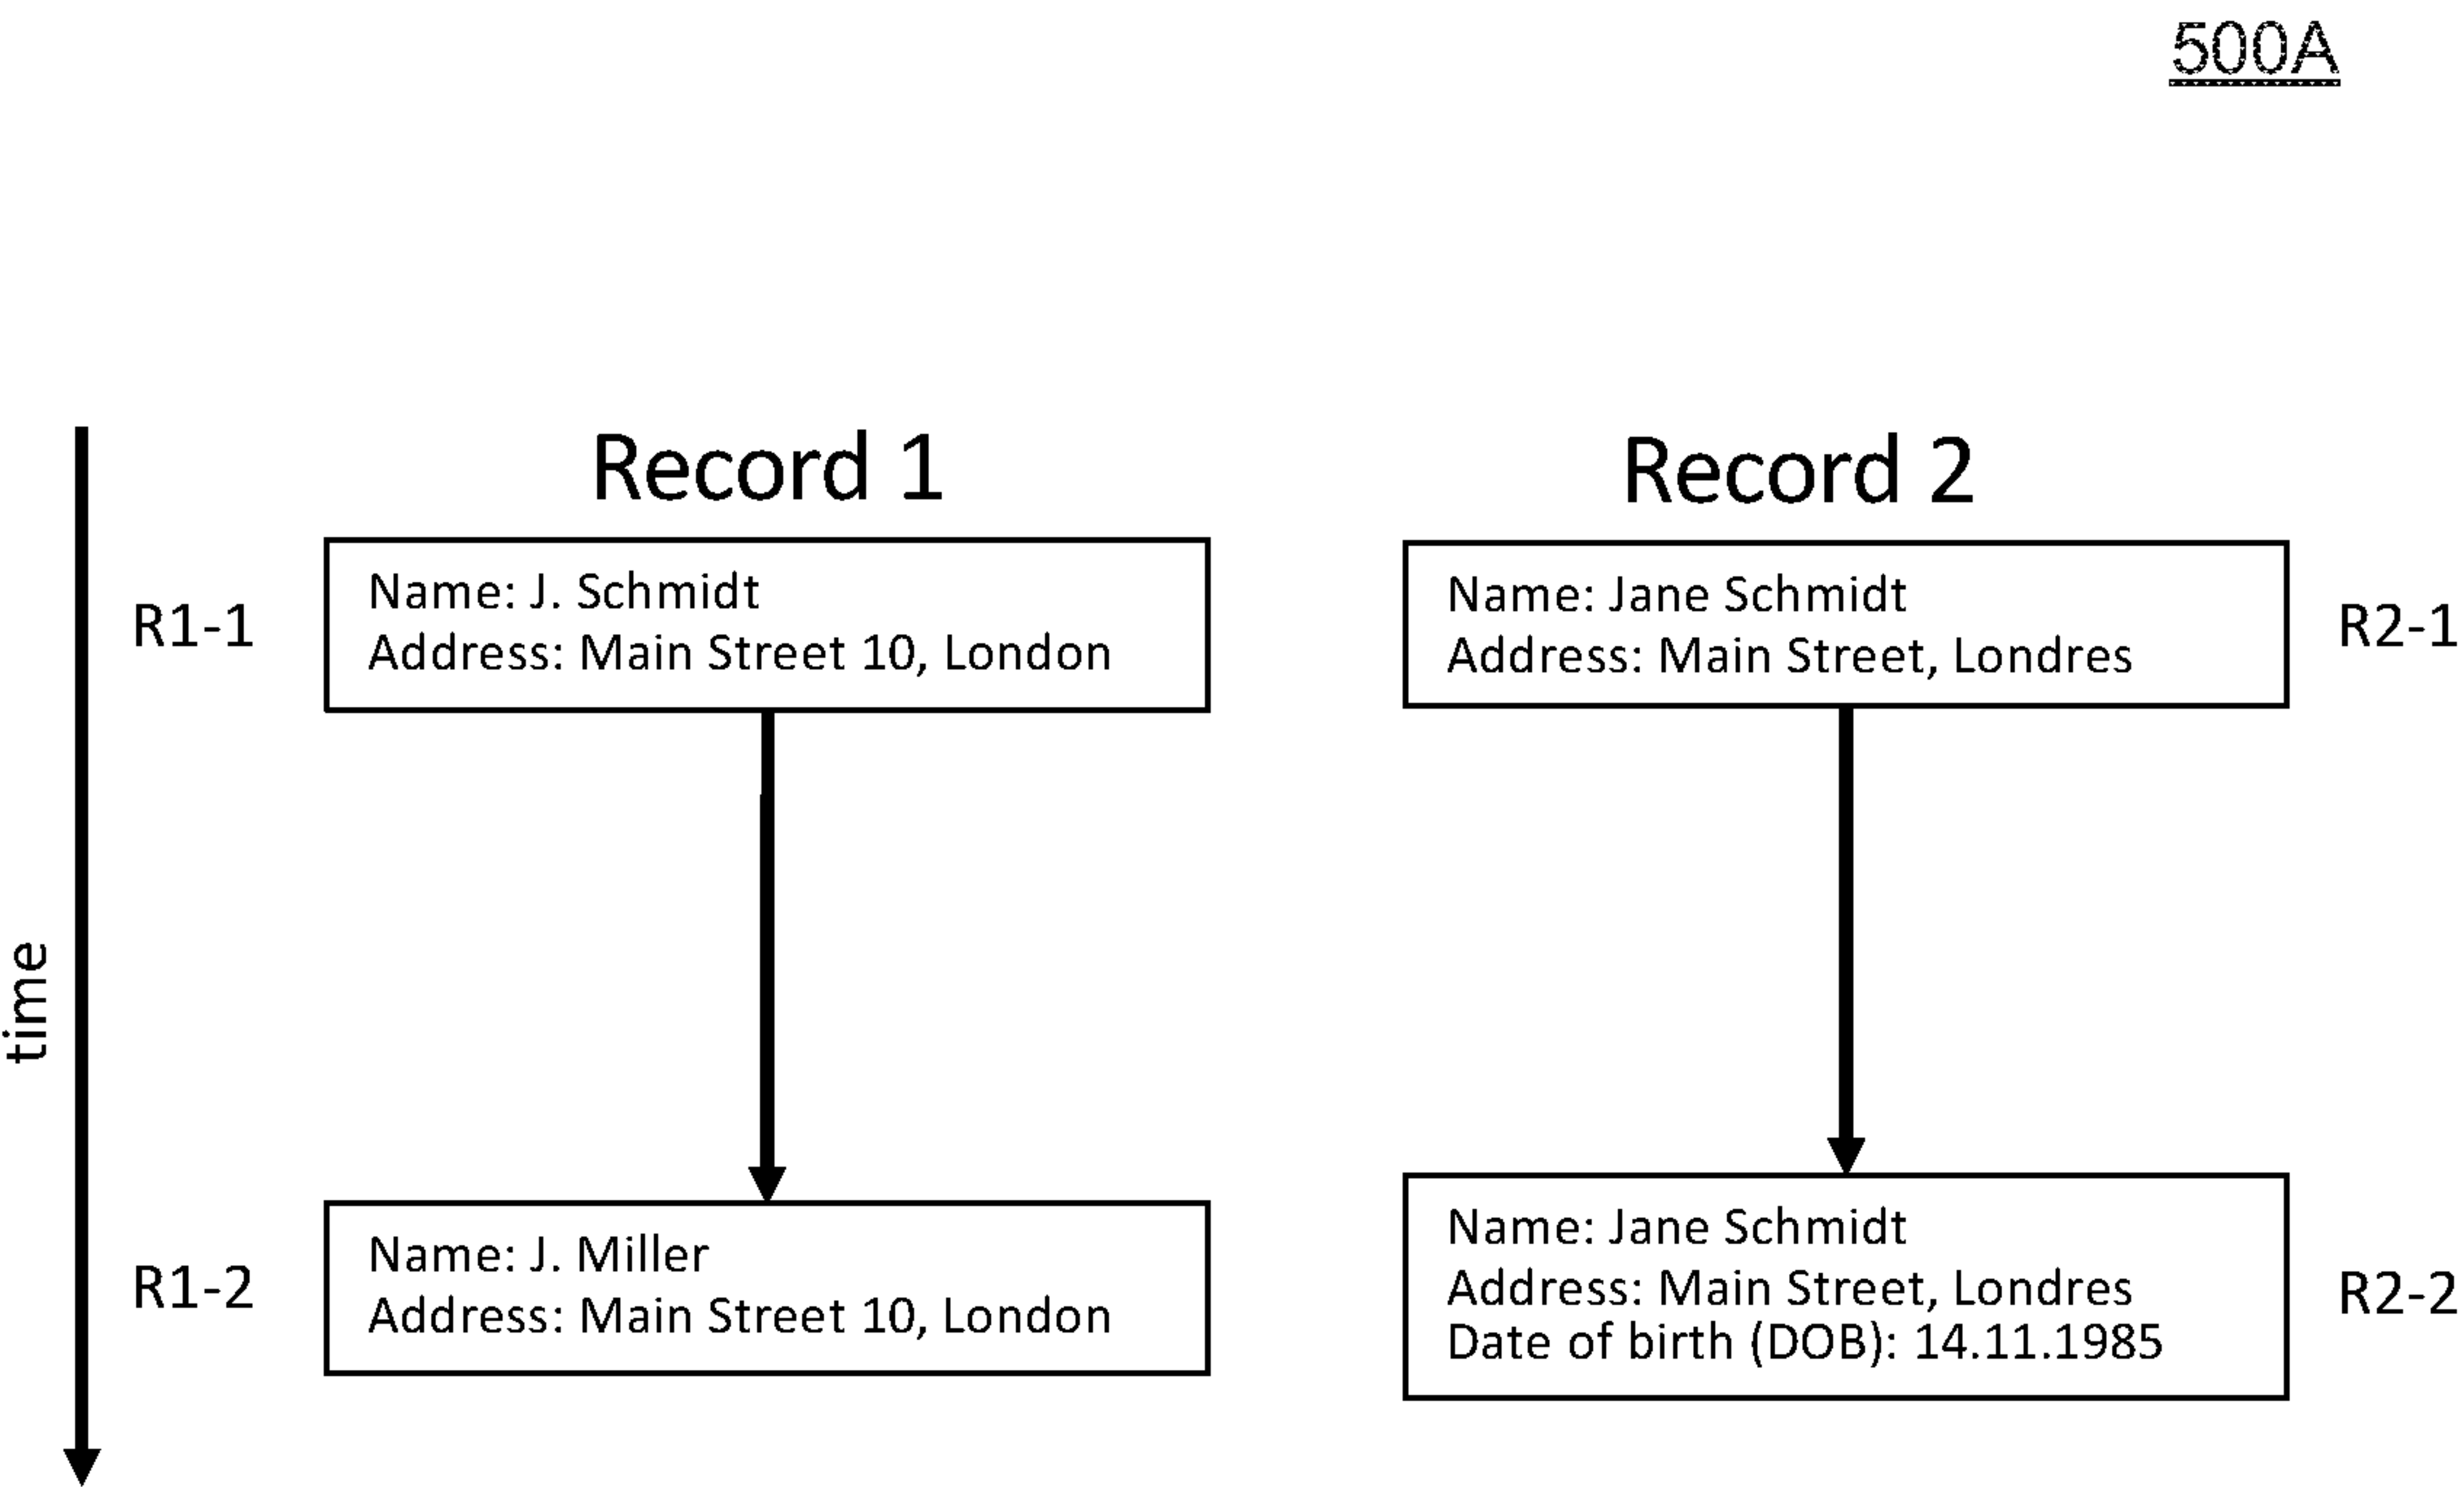 500A
Record 1
Record 2
R1-1
Name: J. Schmidt
Address: Main Street 10, London
Name: Jane Schmidt
Address: Main Street, Londres
R2-1
time
R1-2
Name: J. Miller
Address: Main Street 10, London
Name: Jane Schmidt
Address: Main Street, Londres
Date of birth (DOB): 14.11.1985
R2-2